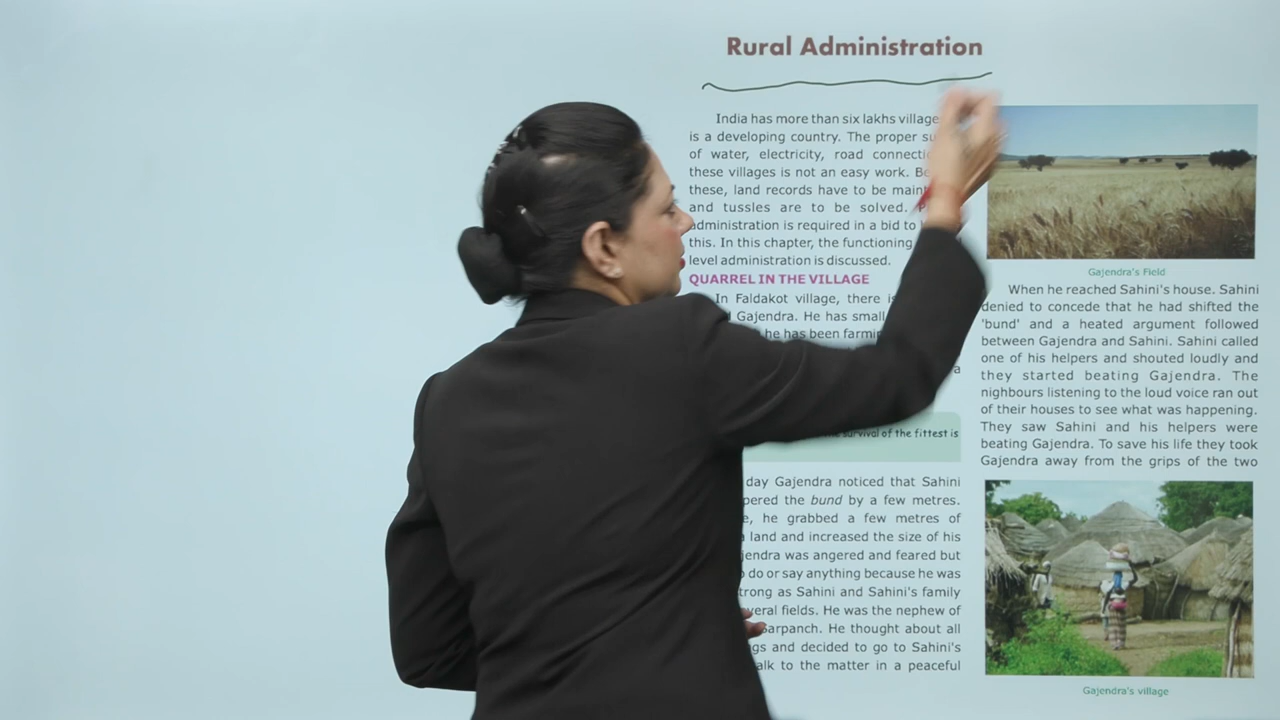 Rural Administration
India has more than six lakhs
is a developing country. The proper
of water, electricity, road
these villages is not an easy work.
these, land records have to be
and tussles are to be solved.
administration is required in a bid to
this. In this chapter, the functioning
level administration is discussed.
QUARREL IN THE VILLAGE
In Faldakot village, there
Gajendra. He has small
he has been
a
survival of the fittest is
day Gajendra noticed that Sahini
the bund by a few metres.
he grabbed a few metres of
land and increased the size of his
was angered and feared but
do or say anything because he was
as Sahini and Sahini's family
fields. He was the nephew of
Sarpanch. He thought about all
and decided to go to Sahini's
to the matter in a peaceful
Gajendra's Field
When he reached Sahini's house. Sahini
denied to concede that he had shifted the
'bund' and a heated argument followed
between Gajendra and Sahini. Sahini called
one of his helpers and shouted loudly and
they started beating Gajendra. The
nighbours listening to the loud voice ran out
of their houses to see what was happening.
They saw Sahini and his helpers were
beating Gajendra. To save his life they took
Gajendra away from the grips of the two
Gajendra's village